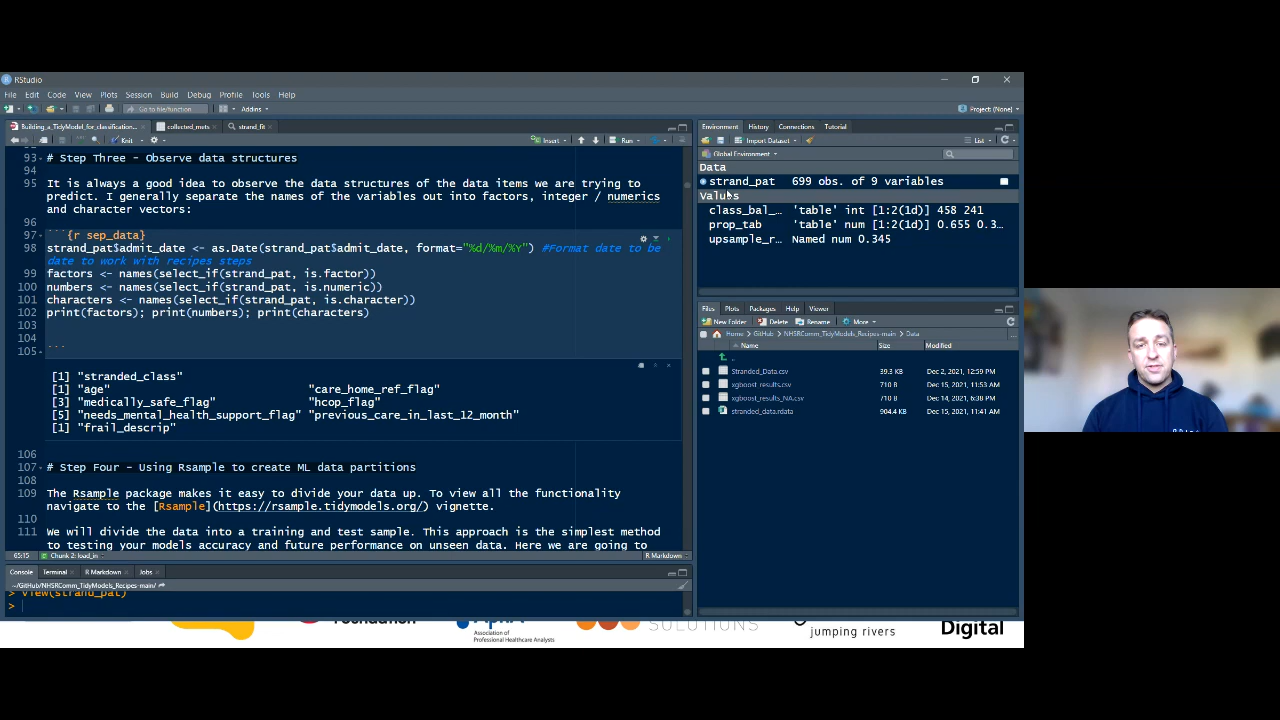 RStudio
File Edit Code View Plots Session Build Debug Profile Tools Help
Go to file/function Addins Project: (None)
Building_a_TidyModel_for_classification... collected_mets strand_fit
Knit Insert Run
93 # Step Three - Observe data structures
94
95 It is always a good idea to observe the data structures of the data items we are trying to
predict. I generally separate the names of the variables out into factors, integer / numerics
and character vectors:
96
97 ```{r sep_data}
98 strand_pat$admit_date <- as.Date(strand_pat$admit_date, format="%d/%m/%Y") #Format date to be
date to work with recipes steps
99 factors <- names(select_if(strand_pat, is.factor))
100 numbers <- names(select_if(strand_pat, is.numeric))
101 characters <- names(select_if(strand_pat, is.character))
102 print(factors); print(numbers); print(characters)
103
104 ```
105
[1] "stranded_class"
[1] "age" "care_home_ref_flag"
[3] "medically_safe_flag" "hcop_flag"
[5] "needs_mental_health_support_flag" "previous_care_in_last_12_month"
[1] "frail_descrip"
106
107 # Step Four - Using Rsample to create ML data partitions
108
109 The Rsample package makes it easy to divide your data up. To view all the functionality
navigate to the [Rsample](https://rsample.tidymodels.org/) vignette.
110
111 We will divide the data into a training and test sample. This approach is the simplest method
to testing your models accuracy and future performance on unseen data. Here we are going to
65:15 Chunk 2: load_in R Markdown
Console Terminal R Markdown Jobs
~/GitHub/NHSRComm_TidyModels_Recipes-main/
> View(strand_pat)
>
Environment History Connections Tutorial
Import Dataset List
Global Environment
Data
strand_pat 699 obs. of 9 variables
Values
class_bal_... 'table' int [1:2(1d)] 458 241
prop_tab 'table' num [1:2(1d)] 0.655 0.3...
upsample_r... Named num 0.345
Files Plots Packages Help Viewer
New Folder Delete Rename More
Home GitHub NHSRComm_TidyModels_Recipes-main Data
Name Size Modified
..
Stranded_Data.csv 39.3 KB Dec 2, 2021, 12:59 PM
xgboost_results.csv 710 B Dec 15, 2021, 11:53 AM
xgboost_results_NA.csv 710 B Dec 14, 2021, 6:38 PM
stranded_data.rdata 904.4 KB Dec 15, 2021, 11:41 AM
Foundation
Association of
Professional Healthcare Analysts
SOLUTIONS
jumping rivers
Digital